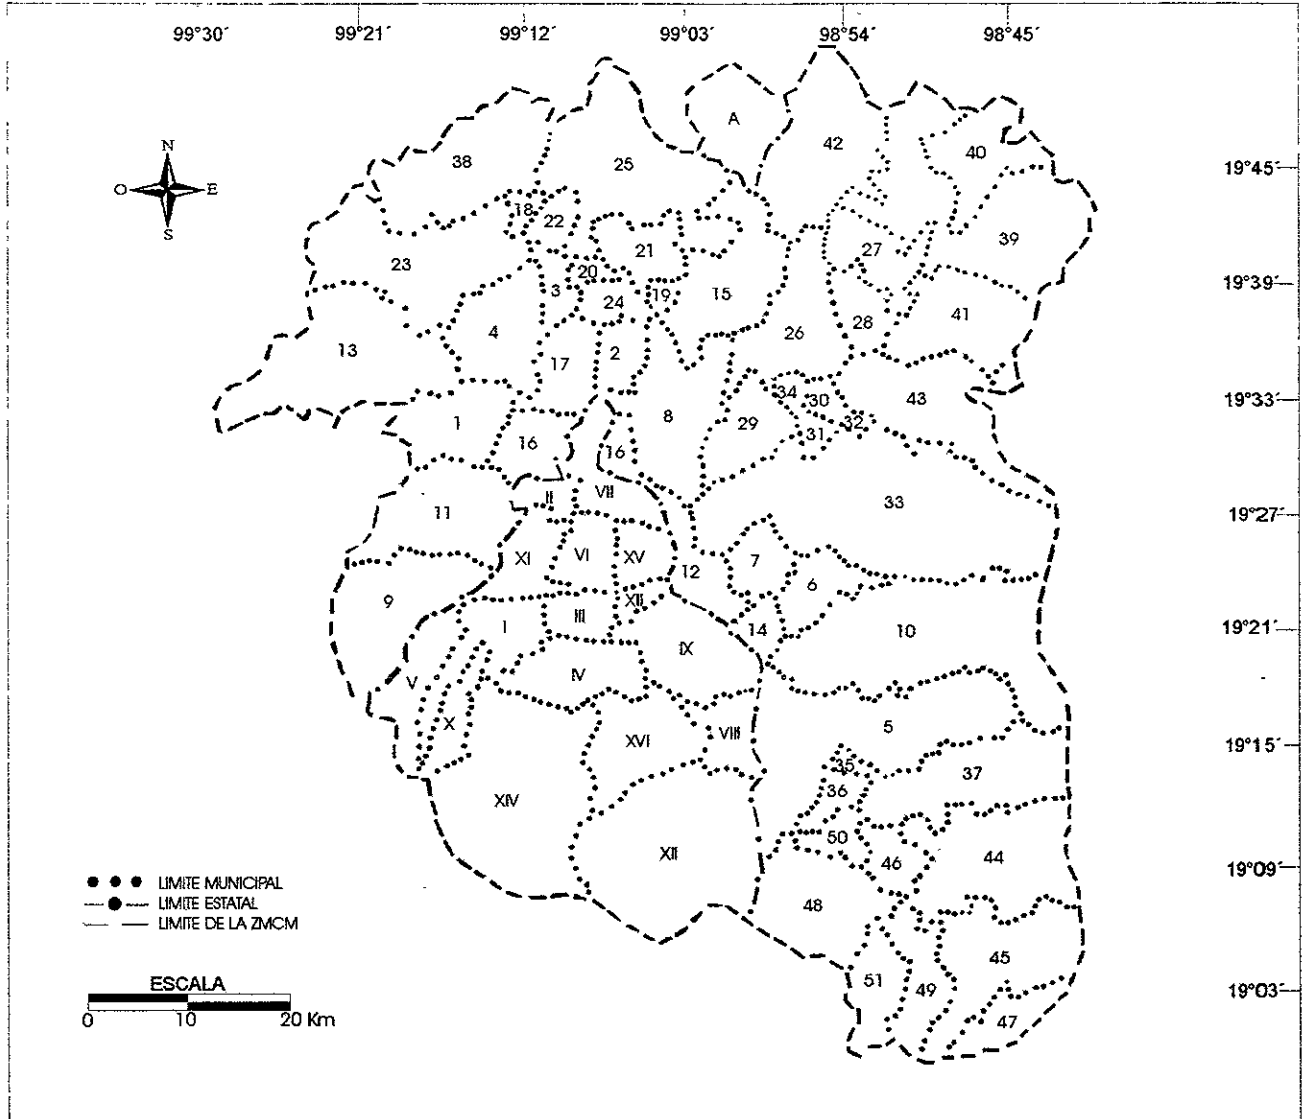 99°30´ 99°21´ 99°12´ 99°03´ 98°54´ 98°45´
A
42
38 25 40
19°45´
N
O E
S
18
22
21 27 39
23
20
19°39´
3 24 19 15
41
4 28
26
13 17 2
34 30 43
19°33´
1 8 29 32
16 16 31
II VII
11 33
19°27´
XI VI XV
12 7
6
9 XII
I III 14 10
19°21´
IX
V IV
X XVI VIII 5
19°15´
35
37
36
XIV
50
XII 46 44
19°09´
48
45
51 49
19°03´
47
LIMITE MUNICIPAL
LIMITE ESTATAL
LIMITE DE LA ZMCM
ESCALA
0 10 20 Km